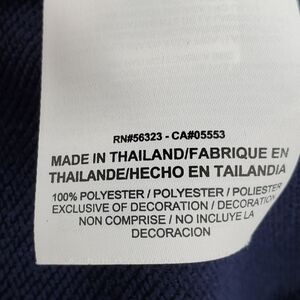 RN#56323 - CA#05553
MADE IN THAILAND/FABRIQUE EN
THAILANDE/HECHO EN TAILANDIA
100% POLYESTER / POLYESTER / POLIESTER
EXCLUSIVE OF DECORATION / DECORATION
NON COMPRISE / NO INCLUYE LA
DECORACION